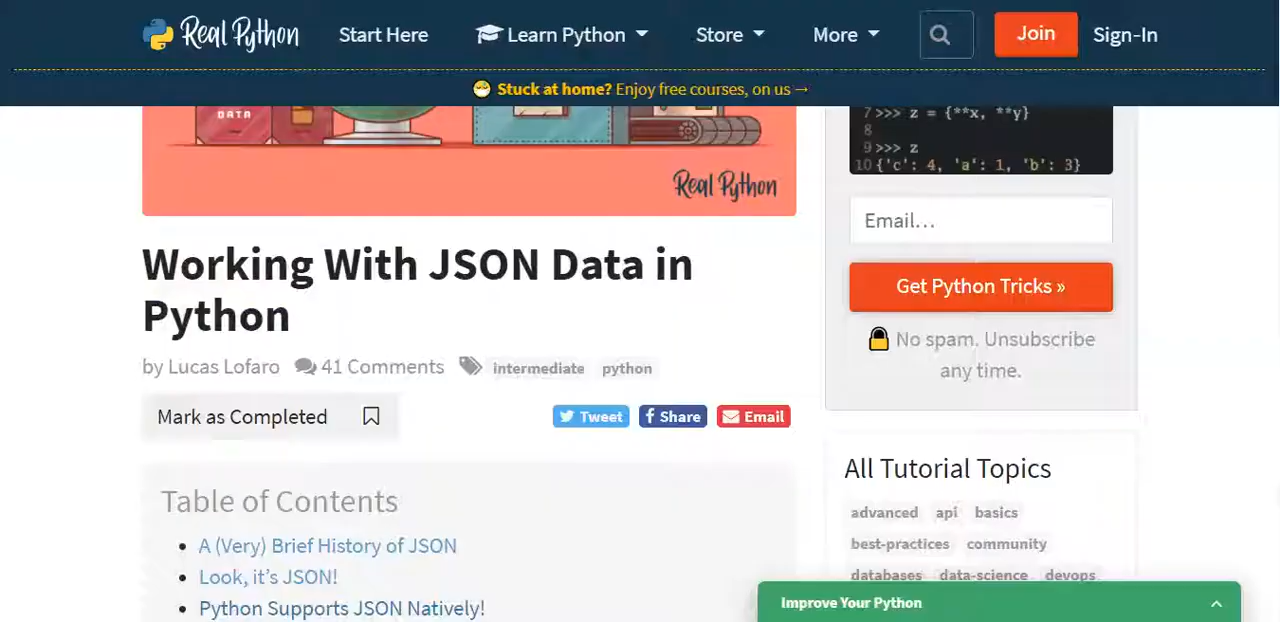 Real Python Start Here Learn Python Store More Join Sign-In
😷 Stuck at home? Enjoy free courses, on us →
DATA
Real Python
Working With JSON Data in
Python
by Lucas Lofaro 41 Comments intermediate python
Mark as Completed Tweet Share Email
Table of Contents
• A (Very) Brief History of JSON
• Look, it’s JSON!
• Python Supports JSON Natively!
7 >>> z = {**x, **y}
8
9 >>> z
10 {'c': 4, 'a': 1, 'b': 3}
Email…
Get Python Tricks »
🔒 No spam. Unsubscribe
any time.
All Tutorial Topics
advanced api basics
best-practices community
databases data-science devops
Improve Your Python